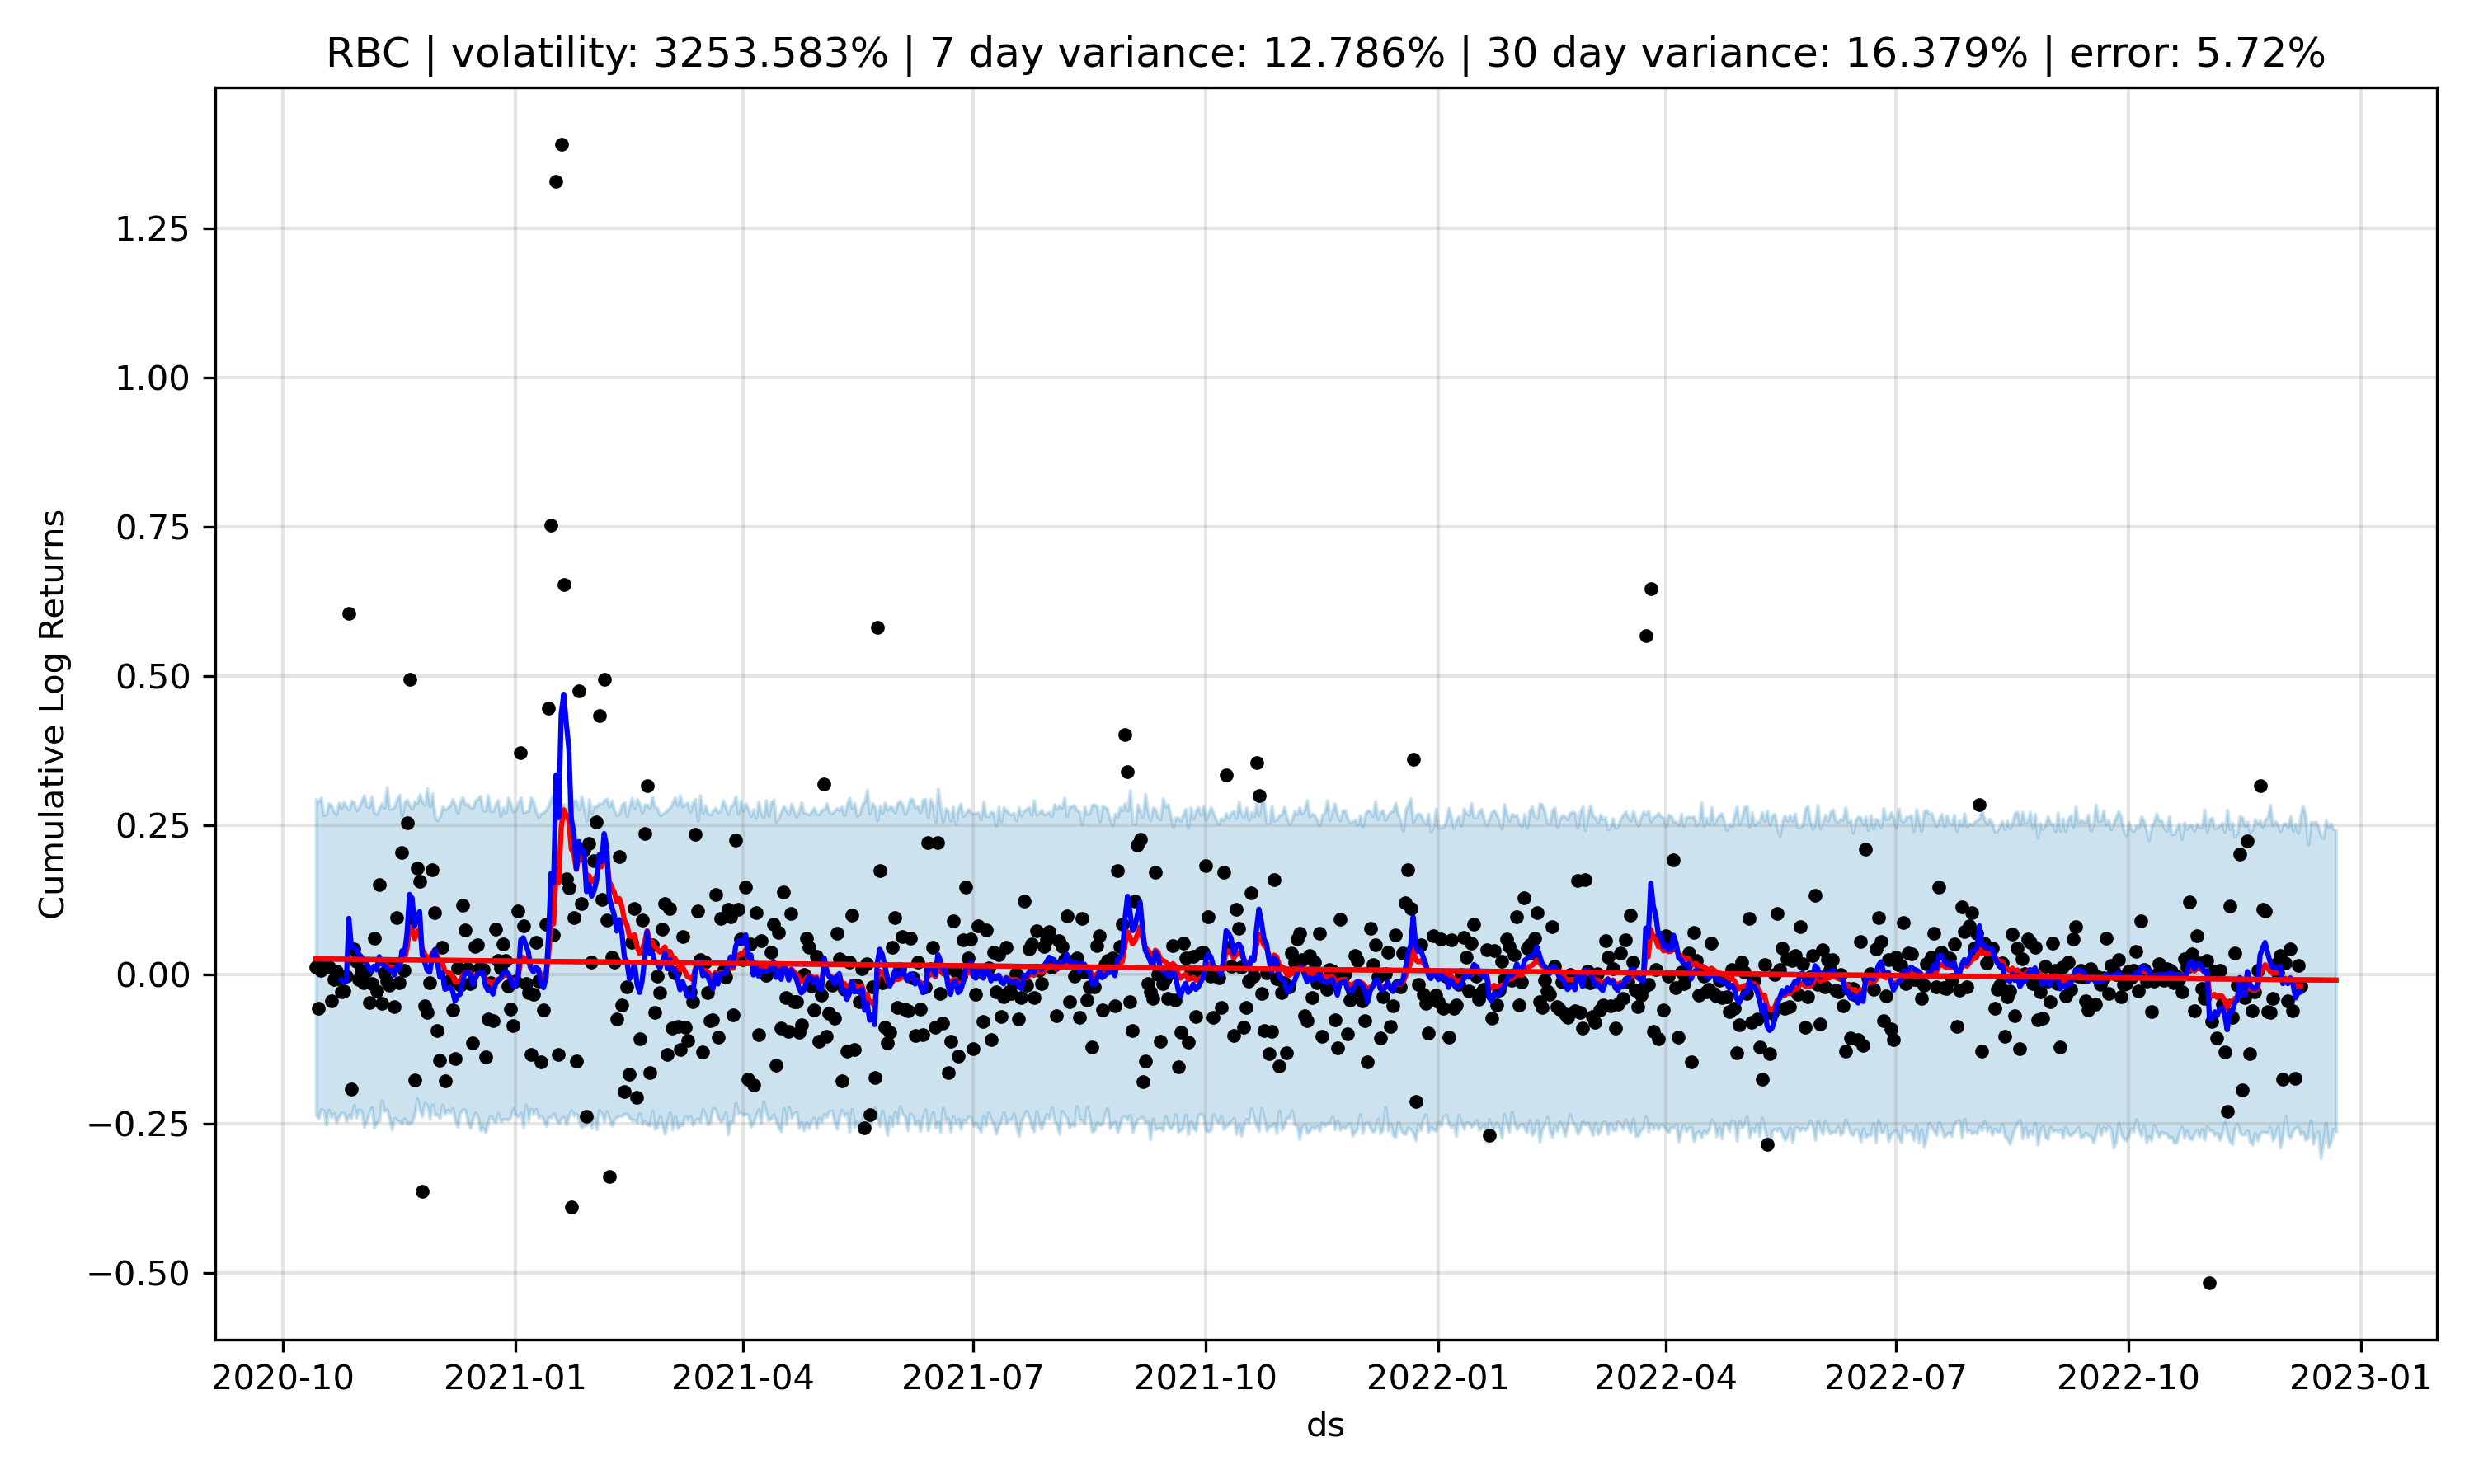 RBC | volatility: 3253.583% | 7 day variance: 12.786% | 30 day variance: 16.379% | error: 5.72%
Cumulative Log Returns
1.25
1.00
0.75
0.50
0.25
0.00
−0.25
−0.50
2020-10 2021-01 2021-04 2021-07 2021-10 2022-01 2022-04 2022-07 2022-10 2023-01
ds